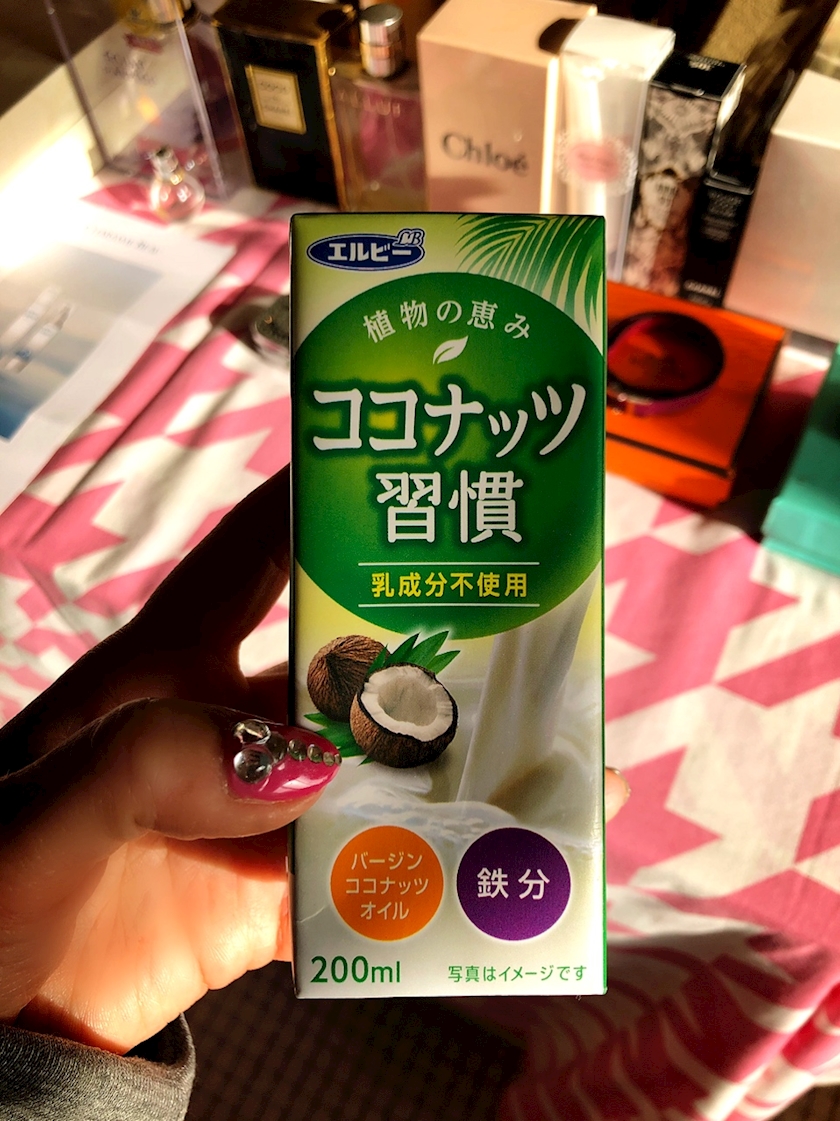 Chloé
LB
エルビー
植物の恵み
ココナッツ
習慣
乳成分不使用
バージン
ココナッツ
オイル
鉄分
200ml
写真はイメージです